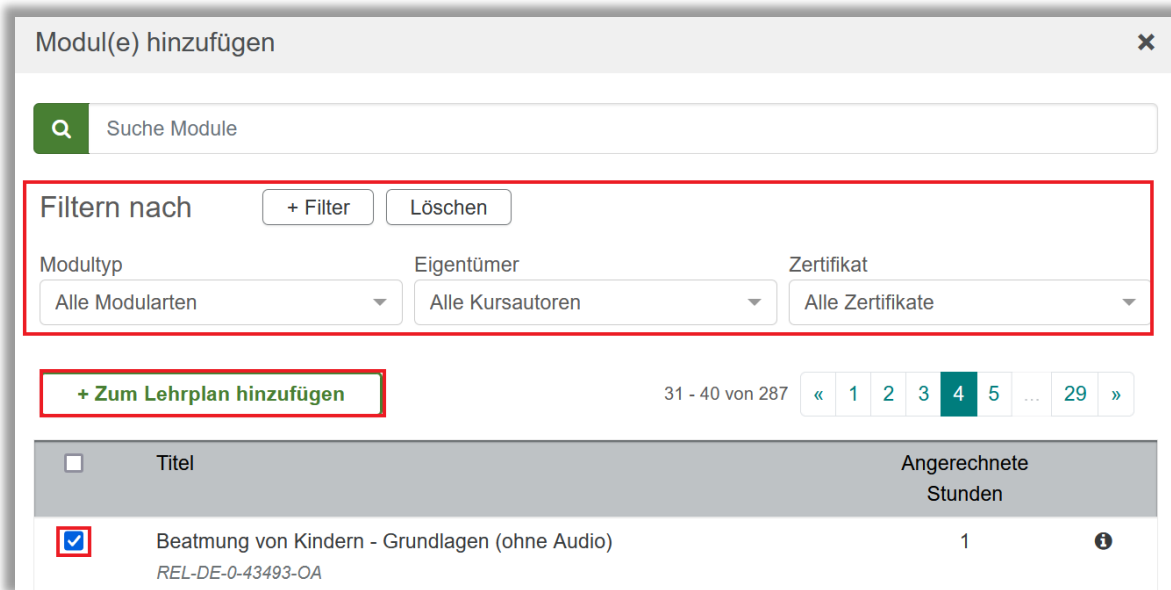 Modul(e) hinzufügen ×
Suche Module
Filtern nach + Filter Löschen
Modultyp Eigentümer Zertifikat
Alle Modularten Alle Kursautoren Alle Zertifikate
+ Zum Lehrplan hinzufügen 31 - 40 von 287 « 1 2 3 4 5 ... 29 »
Titel Angerechnete
Stunden
Beatmung von Kindern - Grundlagen (ohne Audio) 1
REL-DE-0-43493-OA